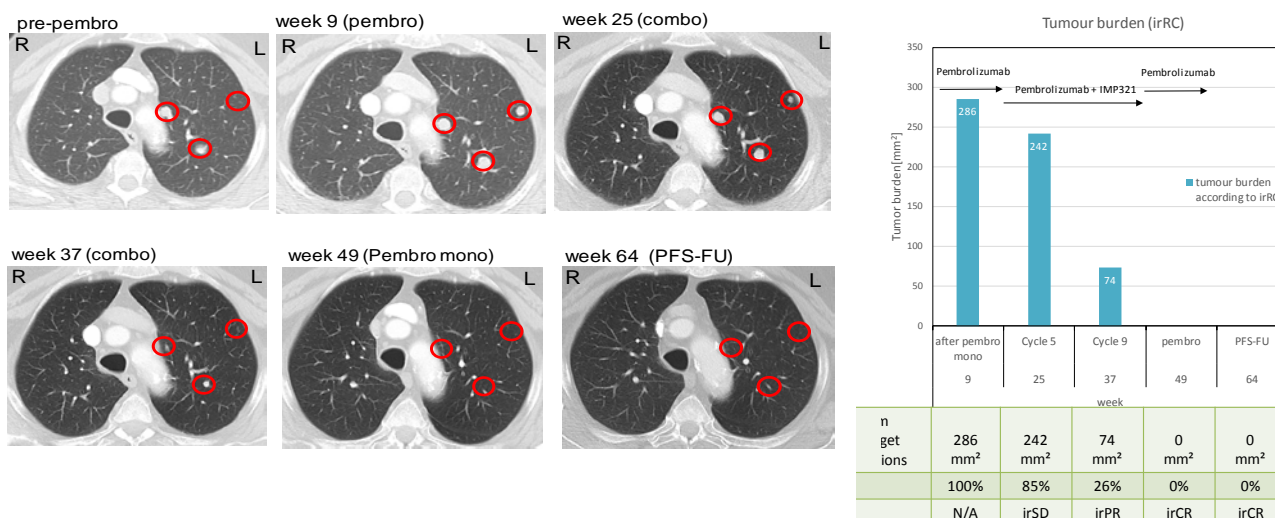 pre-pembro
R
L
week 9 (pembro)
R
L
week 25 (combo)
R
L
week 37 (combo)
R
L
week 49 (Pembro mono)
R
L
week 64 (PFS-FU)
R
L
Tumour burden (irRC)
Tumor burden[mm²]
350
300
250
200
150
100
50
0
Pembrolizumab
Pembrolizumab + IMP321
Pembrolizumab
286
242
74
tumour burden
according to irRC
after pembro mono Cycle 5 Cycle 9 pembro PFS-FU
9 25 37 49 64
week
n
get
ions
286 mm² 242 mm² 74 mm² 0 mm² 0 mm²
100% 85% 26% 0% 0%
N/A irSD irPR irCR irCR